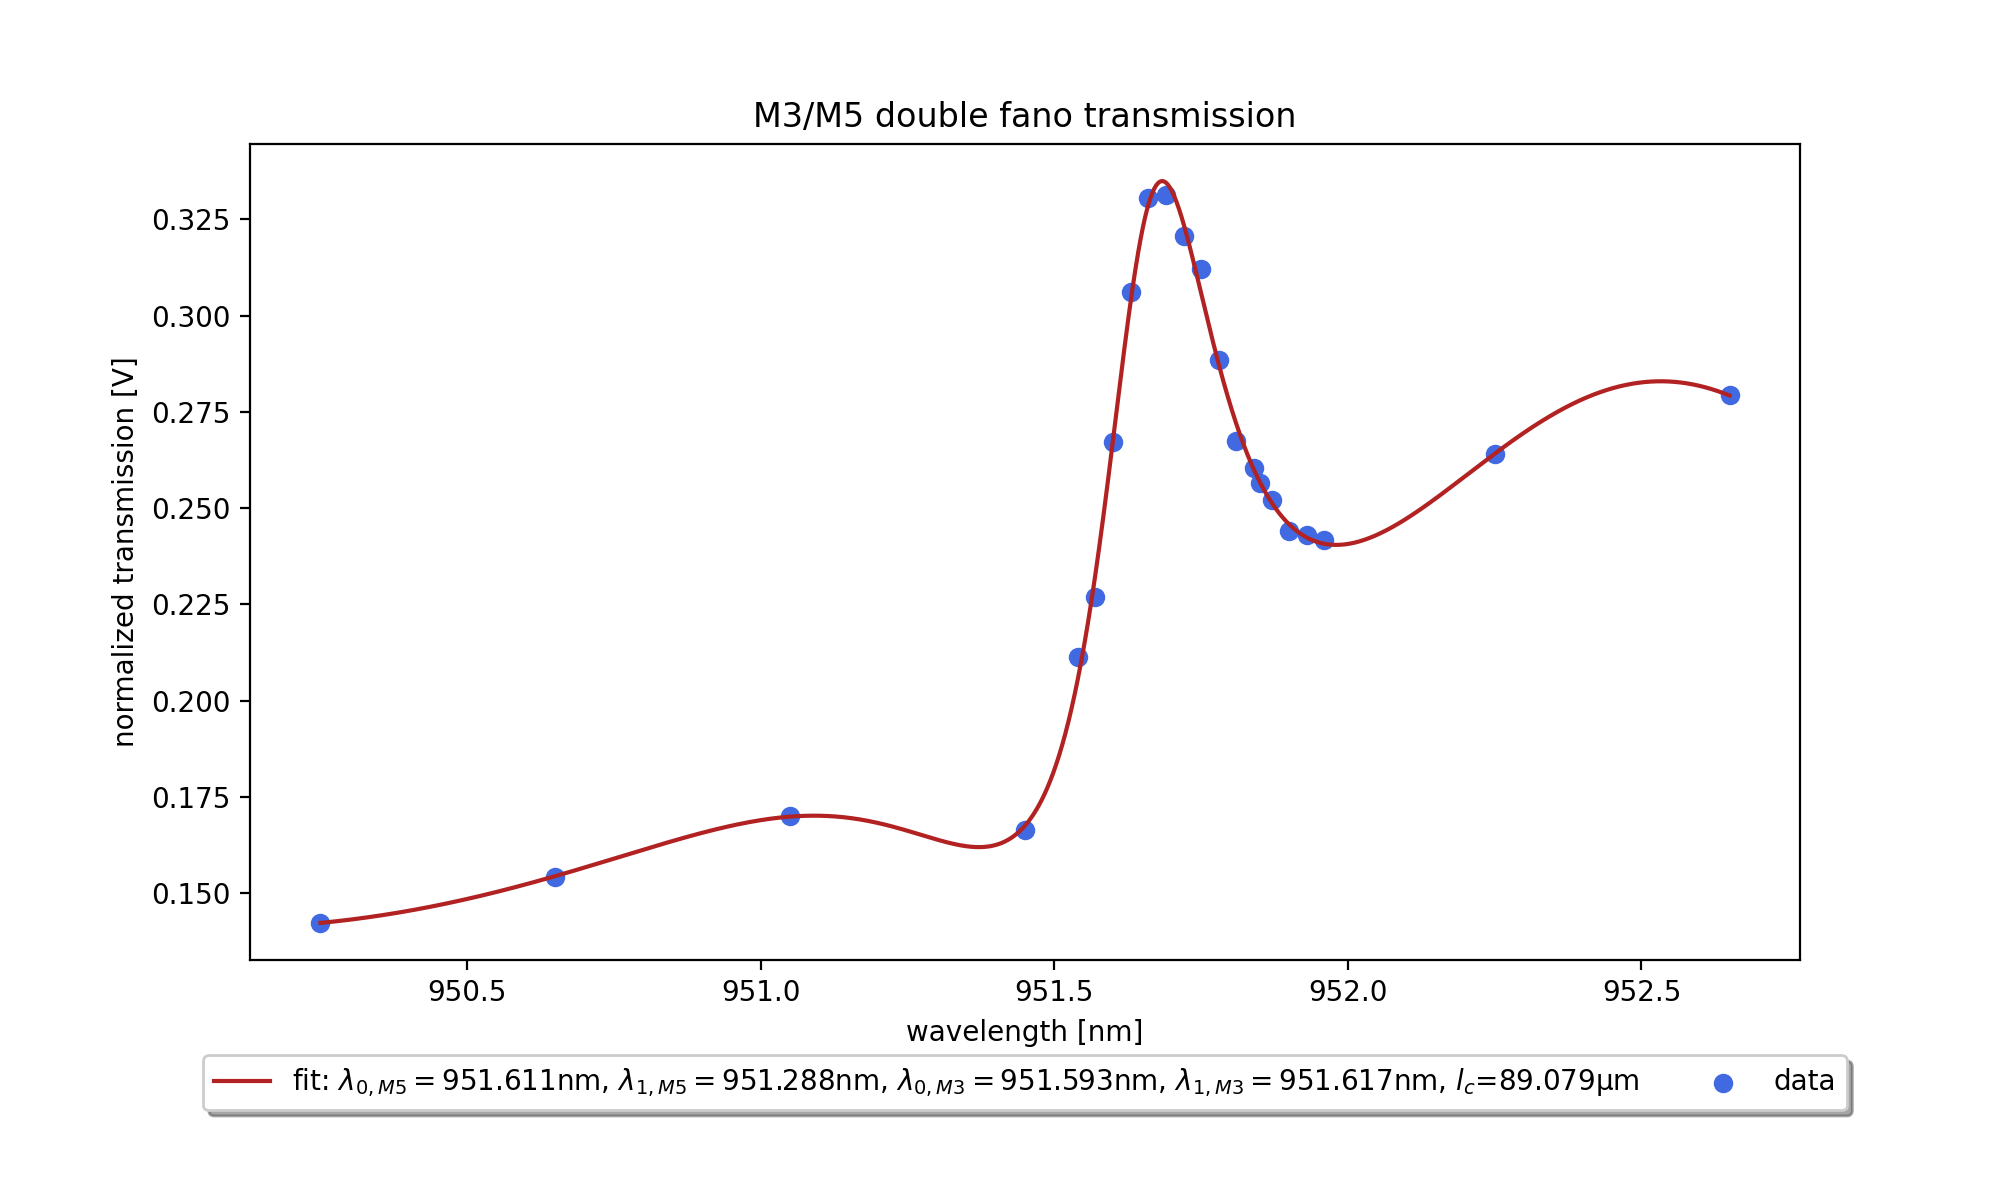 M3/M5 double fano transmission
normalized transmission [V]
0.325
0.300
0.275
0.250
0.225
0.200
0.175
0.150
950.5 951.0 951.5 952.0 952.5
wavelength [nm]
fit: λ₀,M5 = 951.611nm, λ₁,M5 = 951.288nm, λ₀,M3 = 951.593nm, λ₁,M3 = 951.617nm, l_c=89.079μm data